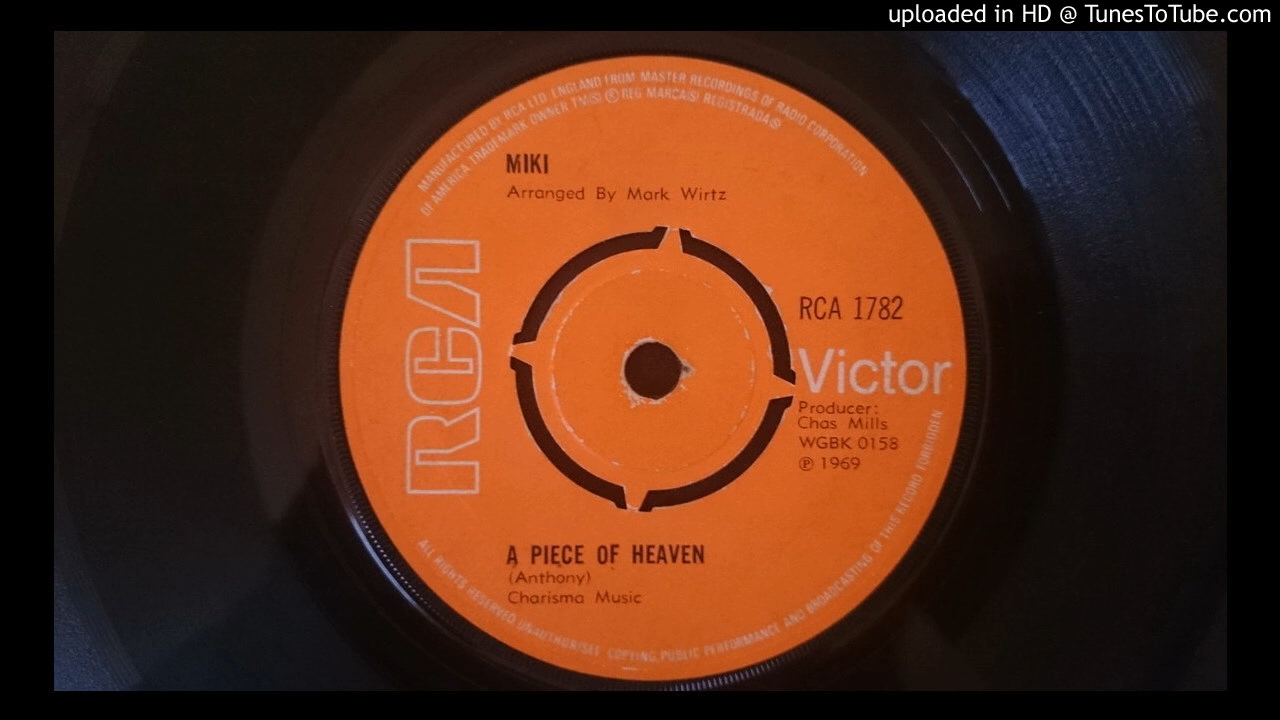 uploaded in HD @ TunesToTube.com
MANUFACTURED BY RCA LTD. ENGLAND FROM MASTER RECORDINGS OF RADIO CORPORATION
OF AMERICA TRADEMARK OWNER TM(S) ® REG MARCA(S) REGISTRADA(S)
MIKI
Arranged By Mark Wirtz
RCA
RCA 1782
Victor
Producer:
Chas Mills
WGBK 0158
℗ 1969
A PIECE OF HEAVEN
(Anthony)
Charisma Music
ALL RIGHTS RESERVED UNAUTHORISED COPYING, PUBLIC PERFORMANCE AND BROADCASTING OF THIS RECORD FORBIDDEN